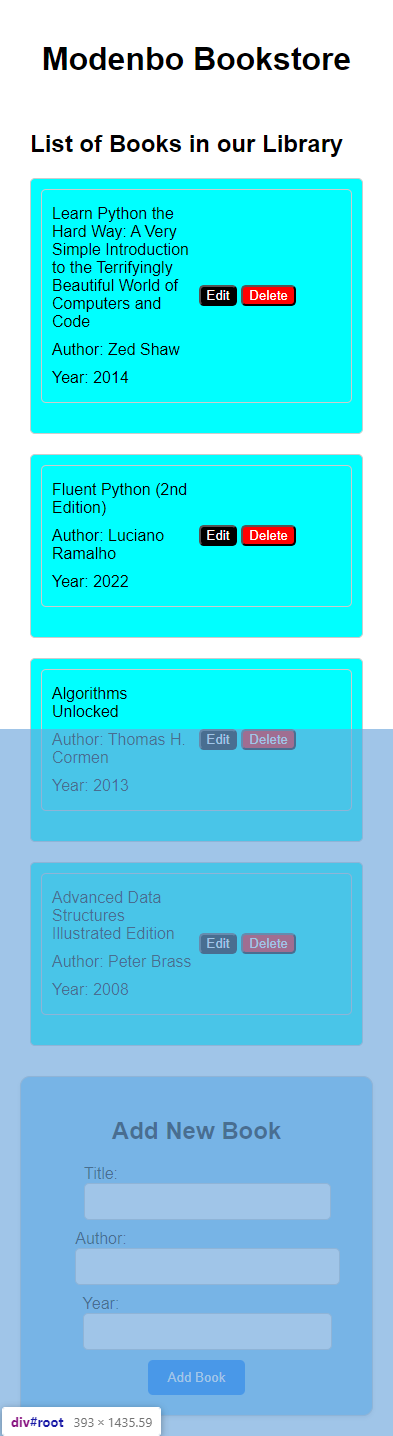 Modenbo Bookstore
List of Books in our Library
Learn Python the
Hard Way: A Very
Simple Introduction
to the Terrifyingly
Beautiful World of
Computers and
Code
Author: Zed Shaw
Year: 2014
Edit Delete
Fluent Python (2nd
Edition)
Author: Luciano
Ramalho
Year: 2022
Edit Delete
Algorithms
Unlocked
Author: Thomas H.
Cormen
Year: 2013
Edit Delete
Advanced Data
Structures
Illustrated Edition
Author: Peter Brass
Year: 2008
Edit Delete
Add New Book
Title:
Author:
Year:
Add Book
div#root 393 × 1435.59